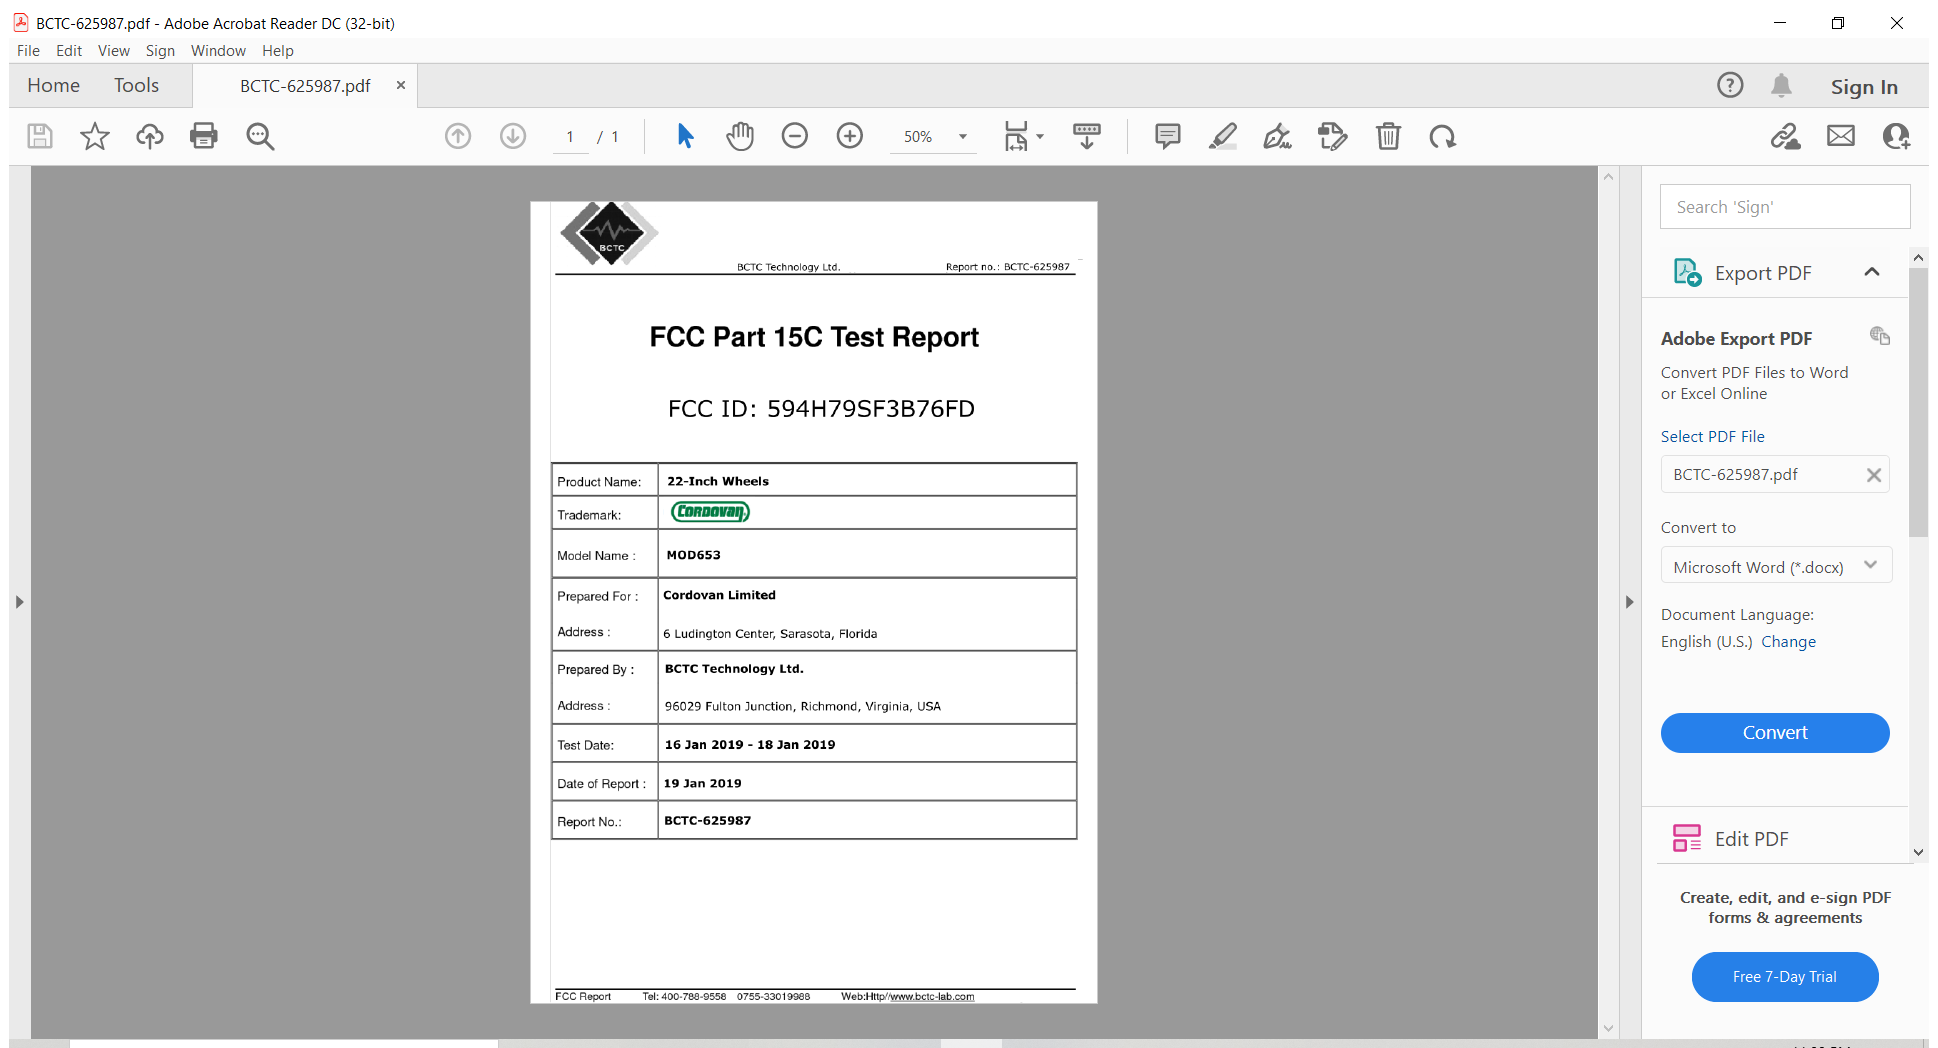 BCTC-625987.pdf - Adobe Acrobat Reader DC (32-bit)
File Edit View Sign Window Help
Home Tools BCTC-625987.pdf × Sign In
1 / 1 50%
BCTC
BCTC Technology Ltd. Report no.: BCTC-625987
FCC Part 15C Test Report
FCC ID: 594H79SF3B76FD
Product Name: 22-Inch Wheels
Trademark: CORDOVAN
Model Name : MOD653
Prepared For : Cordovan Limited
Address : 6 Ludington Center, Sarasota, Florida
Prepared By : BCTC Technology Ltd.
Address : 96029 Fulton Junction, Richmond, Virginia, USA
Test Date: 16 Jan 2019 - 18 Jan 2019
Date of Report : 19 Jan 2019
Report No.: BCTC-625987
FCC Report Tel: 400-788-9558 0755-33019988 Web:Http//www.bctc-lab.com
Search 'Sign'
Export PDF
Adobe Export PDF
Convert PDF Files to Word
or Excel Online
Select PDF File
BCTC-625987.pdf
Convert to
Microsoft Word (*.docx)
Document Language:
English (U.S.) Change
Convert
Edit PDF
Create, edit, and e-sign PDF
forms & agreements
Free 7-Day Trial